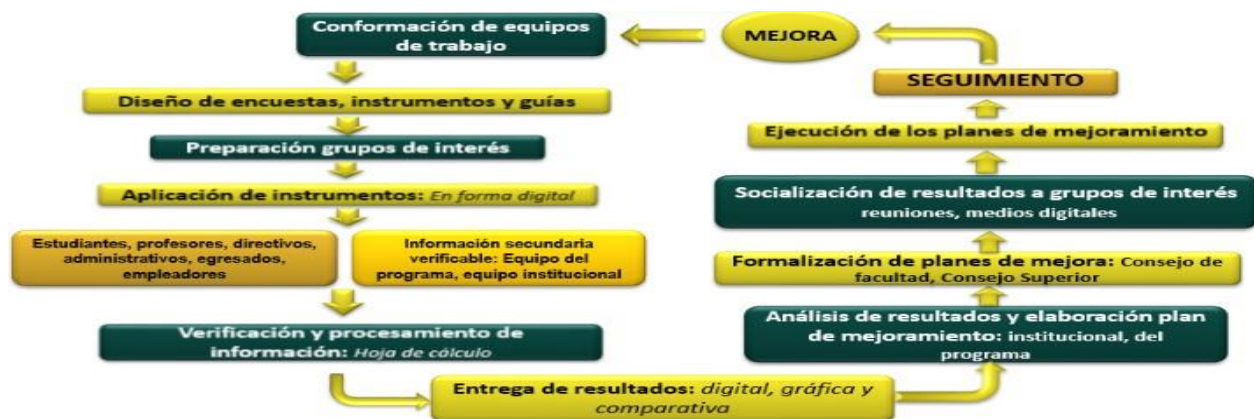 Conformación de equipos
de trabajo
Diseño de encuestas, instrumentos y guías
Preparación grupos de interés
Aplicación de instrumentos: En forma digital
Estudiantes, profesores, directivos,
administrativos, egresados,
empleadores
Información secundaria
verificable: Equipo del
programa, equipo institucional
Verificación y procesamiento de
información: Hoja de cálculo
Entrega de resultados: digital, gráfica y
comparativa
Análisis de resultados y elaboración plan
de mejoramiento: institucional, del
programa
Formalización de planes de mejora: Consejo de
facultad, Consejo Superior
Socialización de resultados a grupos de interés
reuniones, medios digitales
Ejecución de los planes de mejoramiento
SEGUIMIENTO
MEJORA